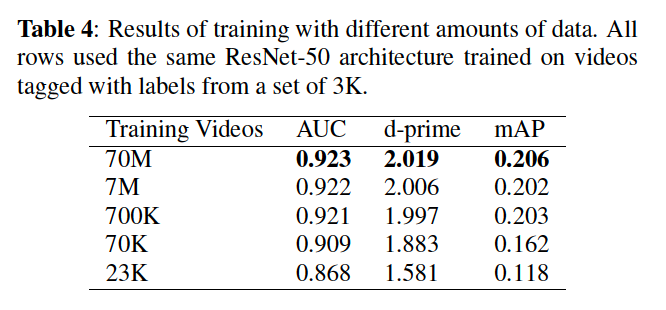 Table 4: Results of training with different amounts of data. All
rows used the same ResNet-50 architecture trained on videos
tagged with labels from a set of 3K.
Training Videos AUC d-prime mAP
70M 0.923 2.019 0.206
7M 0.922 2.006 0.202
700K 0.921 1.997 0.203
70K 0.909 1.883 0.162
23K 0.868 1.581 0.118